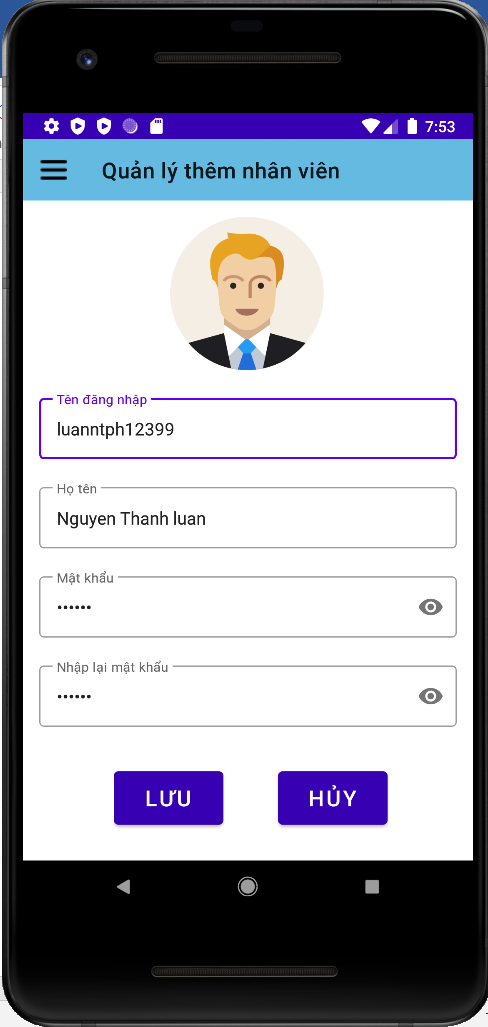 7:53
Quản lý thêm nhân viên
Tên đăng nhập
luanntph12399
Họ tên
Nguyen Thanh luan
Mật khẩu
••••••
Nhập lại mật khẩu
••••••
LƯU HỦY